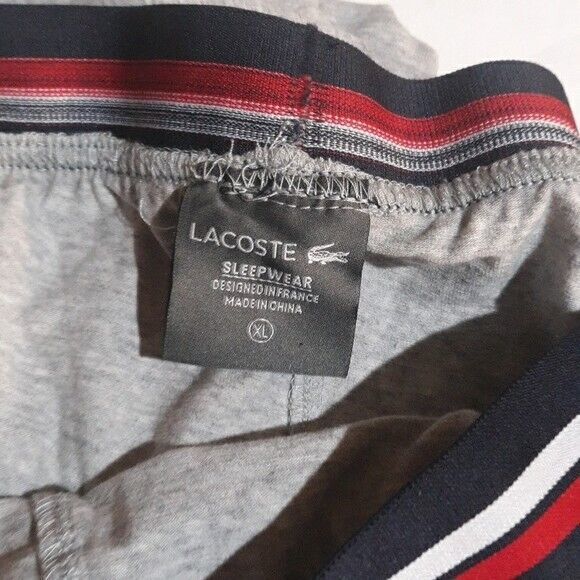 LACOSTE
SLEEPWEAR
DESIGNED IN FRANCE
MADE IN CHINA
XL